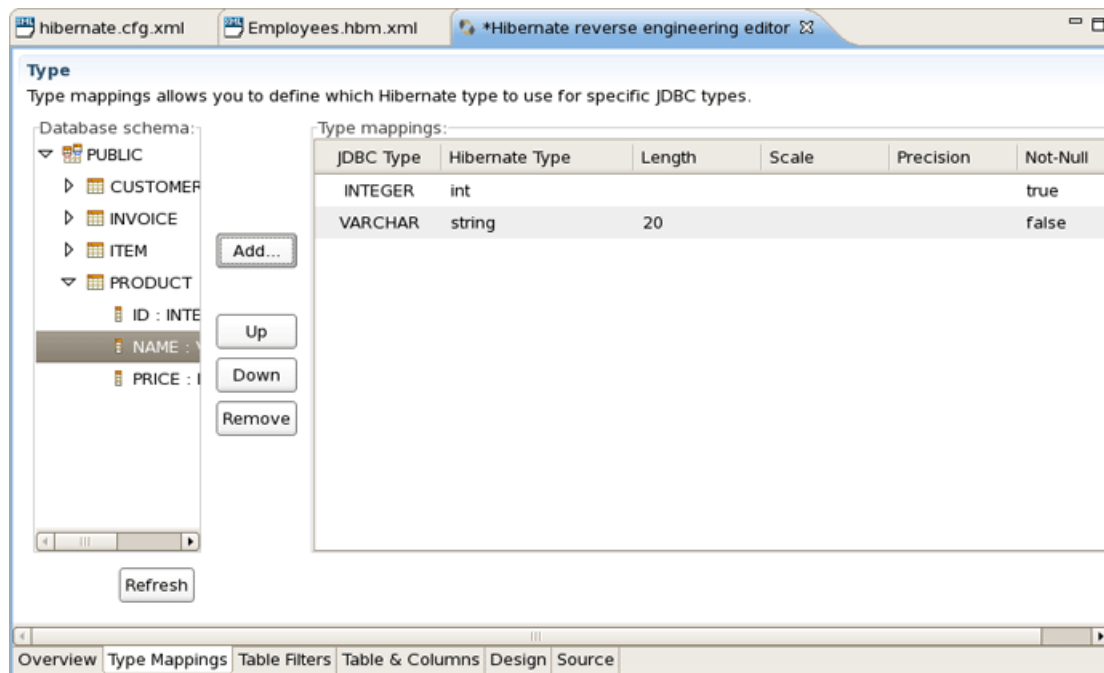 hibernate.cfg.xml Employees.hbm.xml *Hibernate reverse engineering editor
Type
Type mappings allows you to define which Hibernate type to use for specific JDBC types.
Database schema:
PUBLIC
CUSTOMER
INVOICE
ITEM
PRODUCT
ID : INTE
NAME :
PRICE :
Add...
Up
Down
Remove
Refresh
Type mappings:
JDBC Type Hibernate Type Length Scale Precision Not-Null
INTEGER int true
VARCHAR string 20 false
Overview Type Mappings Table Filters Table & Columns Design Source